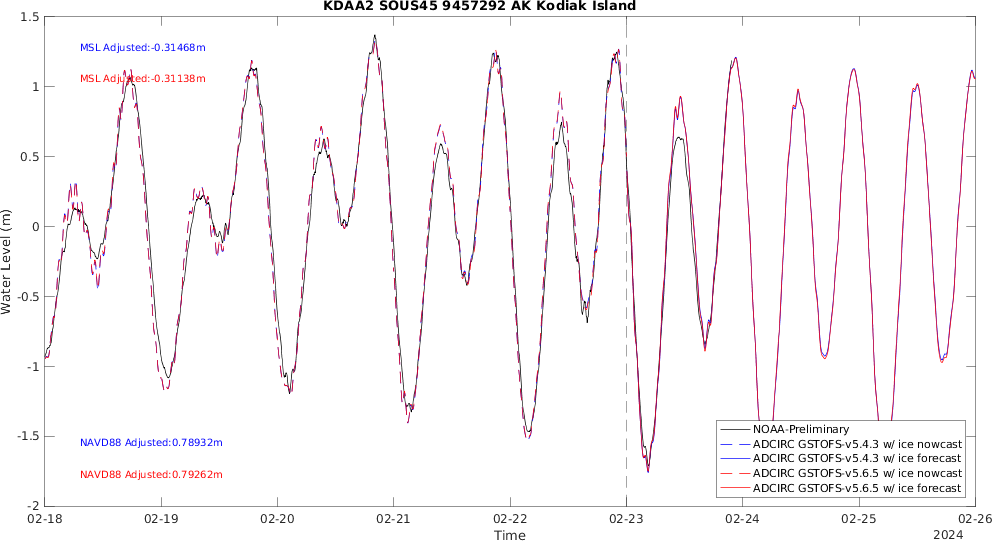 KDAA2 SOUS45 9457292 AK Kodiak Island
1.5
MSL Adjusted:-0.31468m
MSL Adjusted:-0.31138m
1
0.5
0
-0.5
-1
-1.5
-2
Water Level (m)
NAVD88 Adjusted:0.78932m
NAVD88 Adjusted:0.79262m
NOAA-Preliminary
ADCIRC GSTOFS-v5.4.3 w/ ice nowcast
ADCIRC GSTOFS-v5.4.3 w/ ice forecast
ADCIRC GSTOFS-v5.6.5 w/ ice nowcast
ADCIRC GSTOFS-v5.6.5 w/ ice forecast
02-18 02-19 02-20 02-21 02-22 02-23 02-24 02-25 02-26
Time
2024